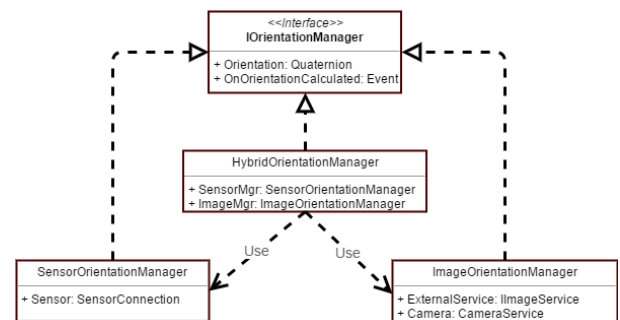 <<Interface>>
IOrientationManager
+ Orientation: Quaternion
+ OnOrientationCalculated: Event
HybridOrientationManager
+ SensorMgr: SensorOrientationManager
+ ImageMgr: ImageOrientationManager
Use
Use
SensorOrientationManager
+ Sensor: SensorConnection
ImageOrientationManager
+ ExternalService: IImageService
+ Camera: CameraService